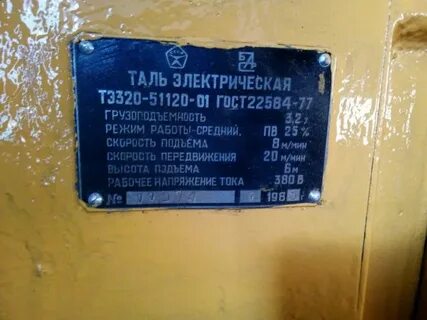 ТАЛЬ ЭЛЕКТРИЧЕСКАЯ
ТЭ320-51120-01 ГОСТ22584-77
ГРУЗОПОДЪЕМНОСТЬ 3,2т
РЕЖИМ РАБОТЫ-СРЕДНИЙ, ПВ 25%
СКОРОСТЬ ПОДЪЕМА 8 м/мин
СКОРОСТЬ ПЕРЕДВИЖЕНИЯ 20 м/мин
ВЫСОТА ПОДЪЕМА 6м
РАБОЧЕЕ НАПРЯЖЕНИЕ ТОКА 380 В
№ 198 г